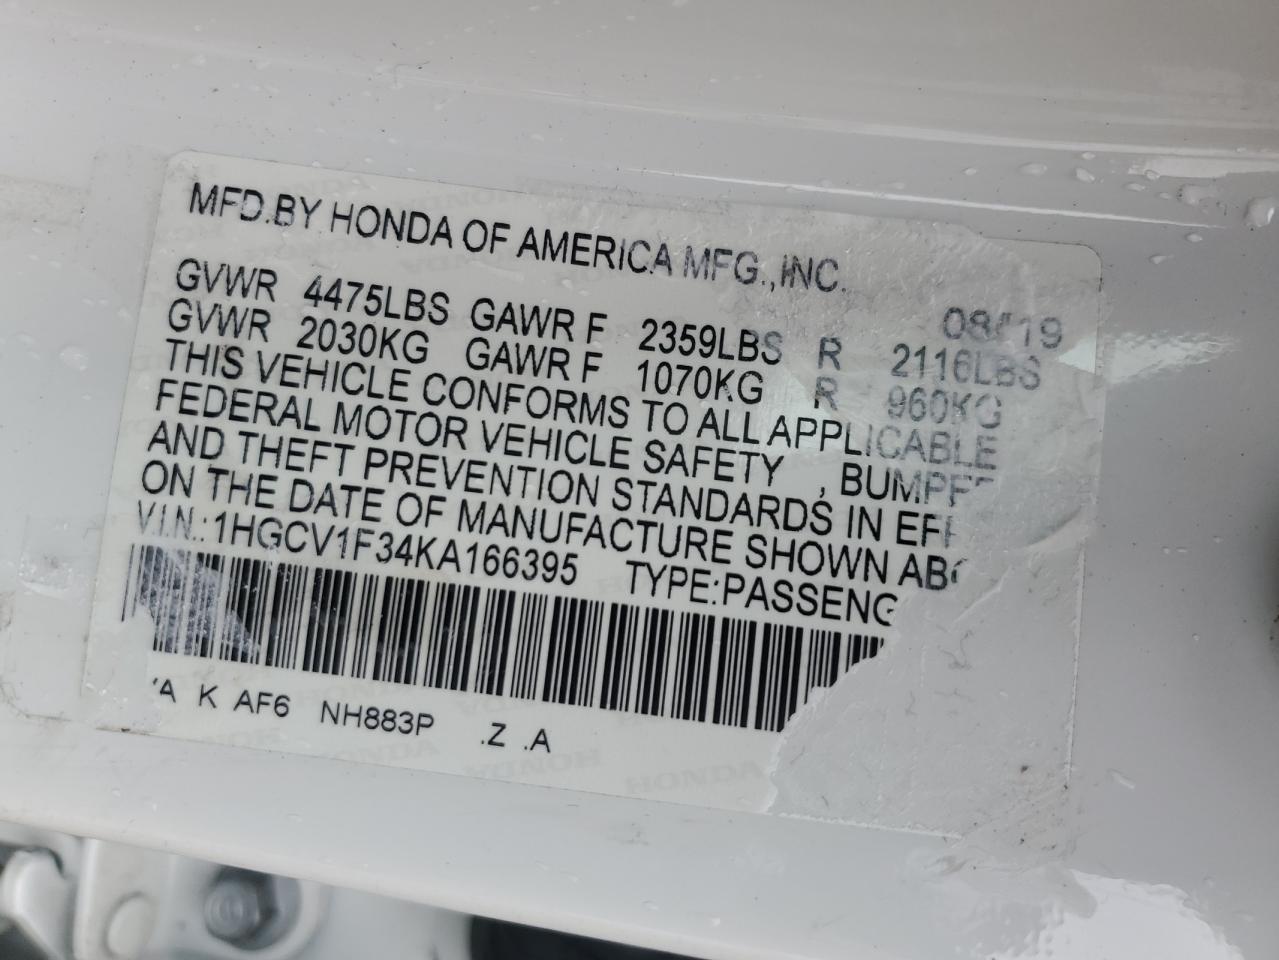 MFD.BY HONDA OF AMERICA MFG.,INC.
08/19
GVWR 4475LBS GAWR F 2359LBS R 2116LBS
GVWR 2030KG GAWR F 1070KG R 960KG
THIS VEHICLE CONFORMS TO ALL APPLICABLE
FEDERAL MOTOR VEHICLE SAFETY , BUMPE
AND THEFT PREVENTION STANDARDS IN EFF
ON THE DATE OF MANUFACTURE SHOWN AB
V.I.N.:1HGCV1F34KA166395 TYPE:PASSENG
A K AF6 NH883P .Z .A
HONDA